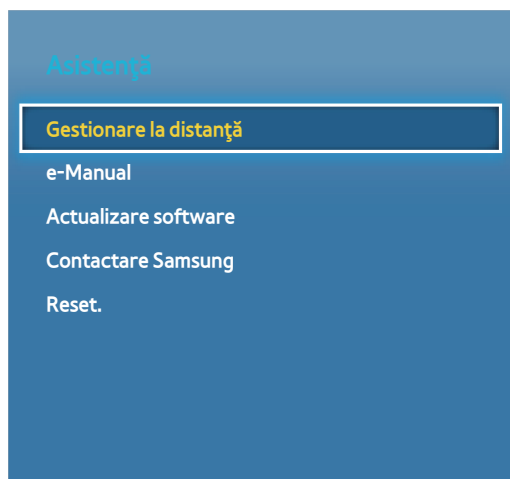 Asistenţă
Gestionare la distanţă
e-Manual
Actualizare software
Contactare Samsung
Reset.